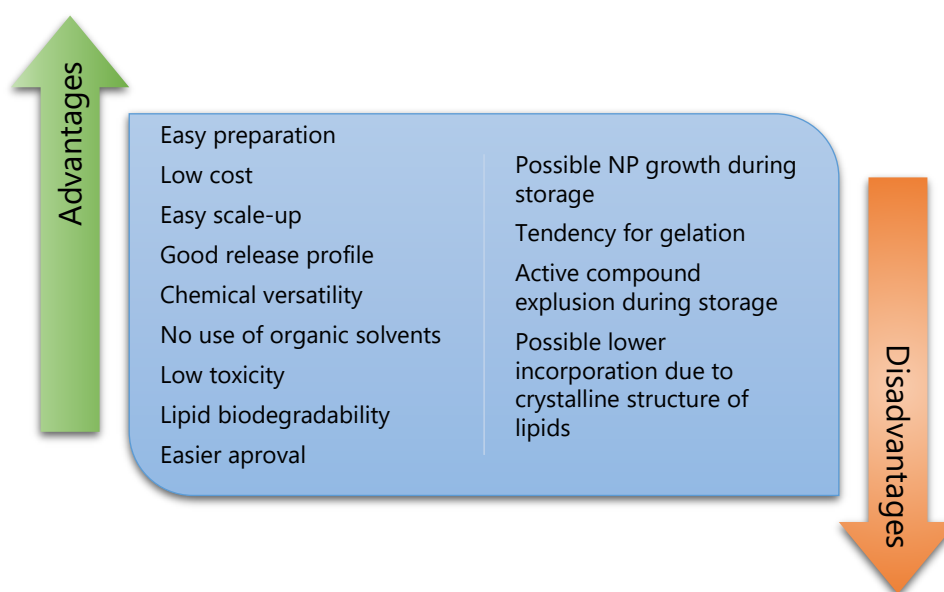 Advantages
Easy preparation
Low cost
Easy scale-up
Good release profile
Chemical versatility
No use of organic solvents
Low toxicity
Lipid biodegradability
Easier aproval
Possible NP growth during
storage
Tendency for gelation
Active compound
explusion during storage
Possible lower
incorporation due to
crystalline structure of
lipids
Disadvantages